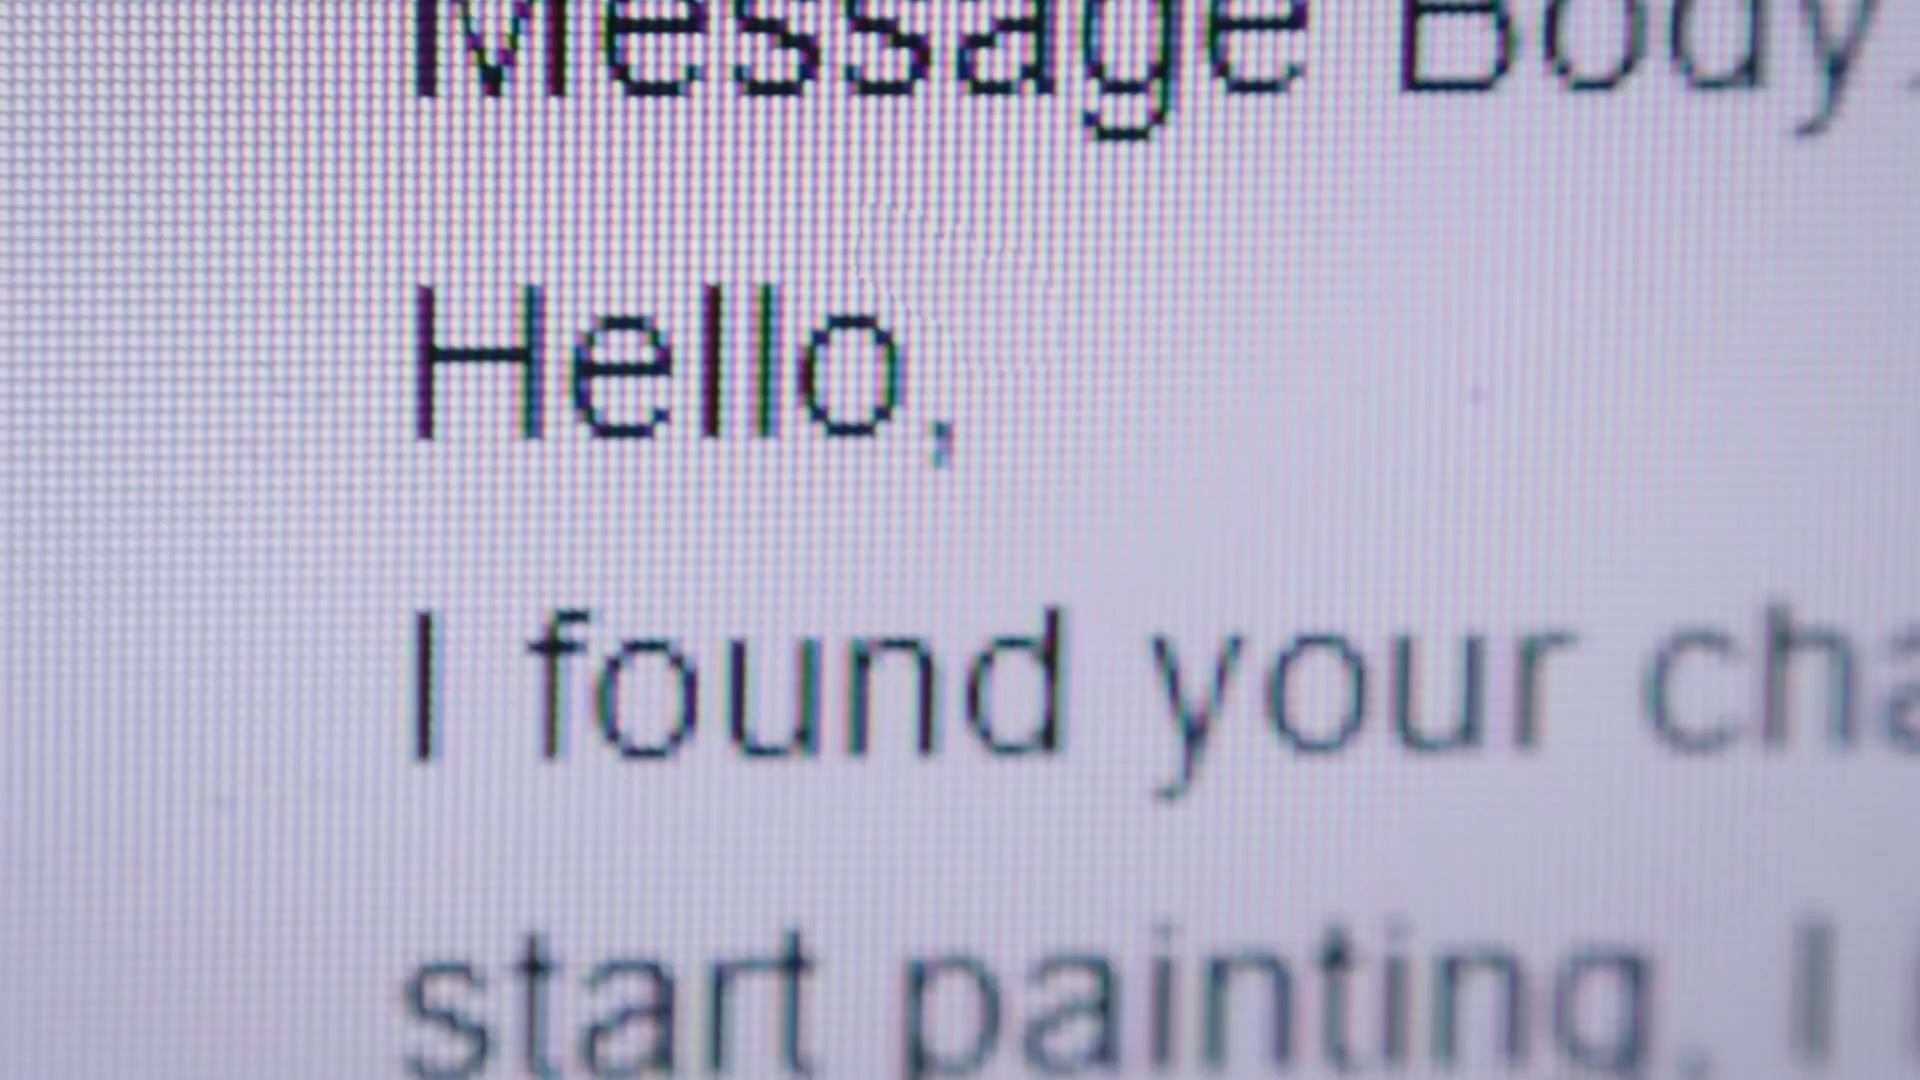 Message Body
Hello,
I found your cha
start painting. I